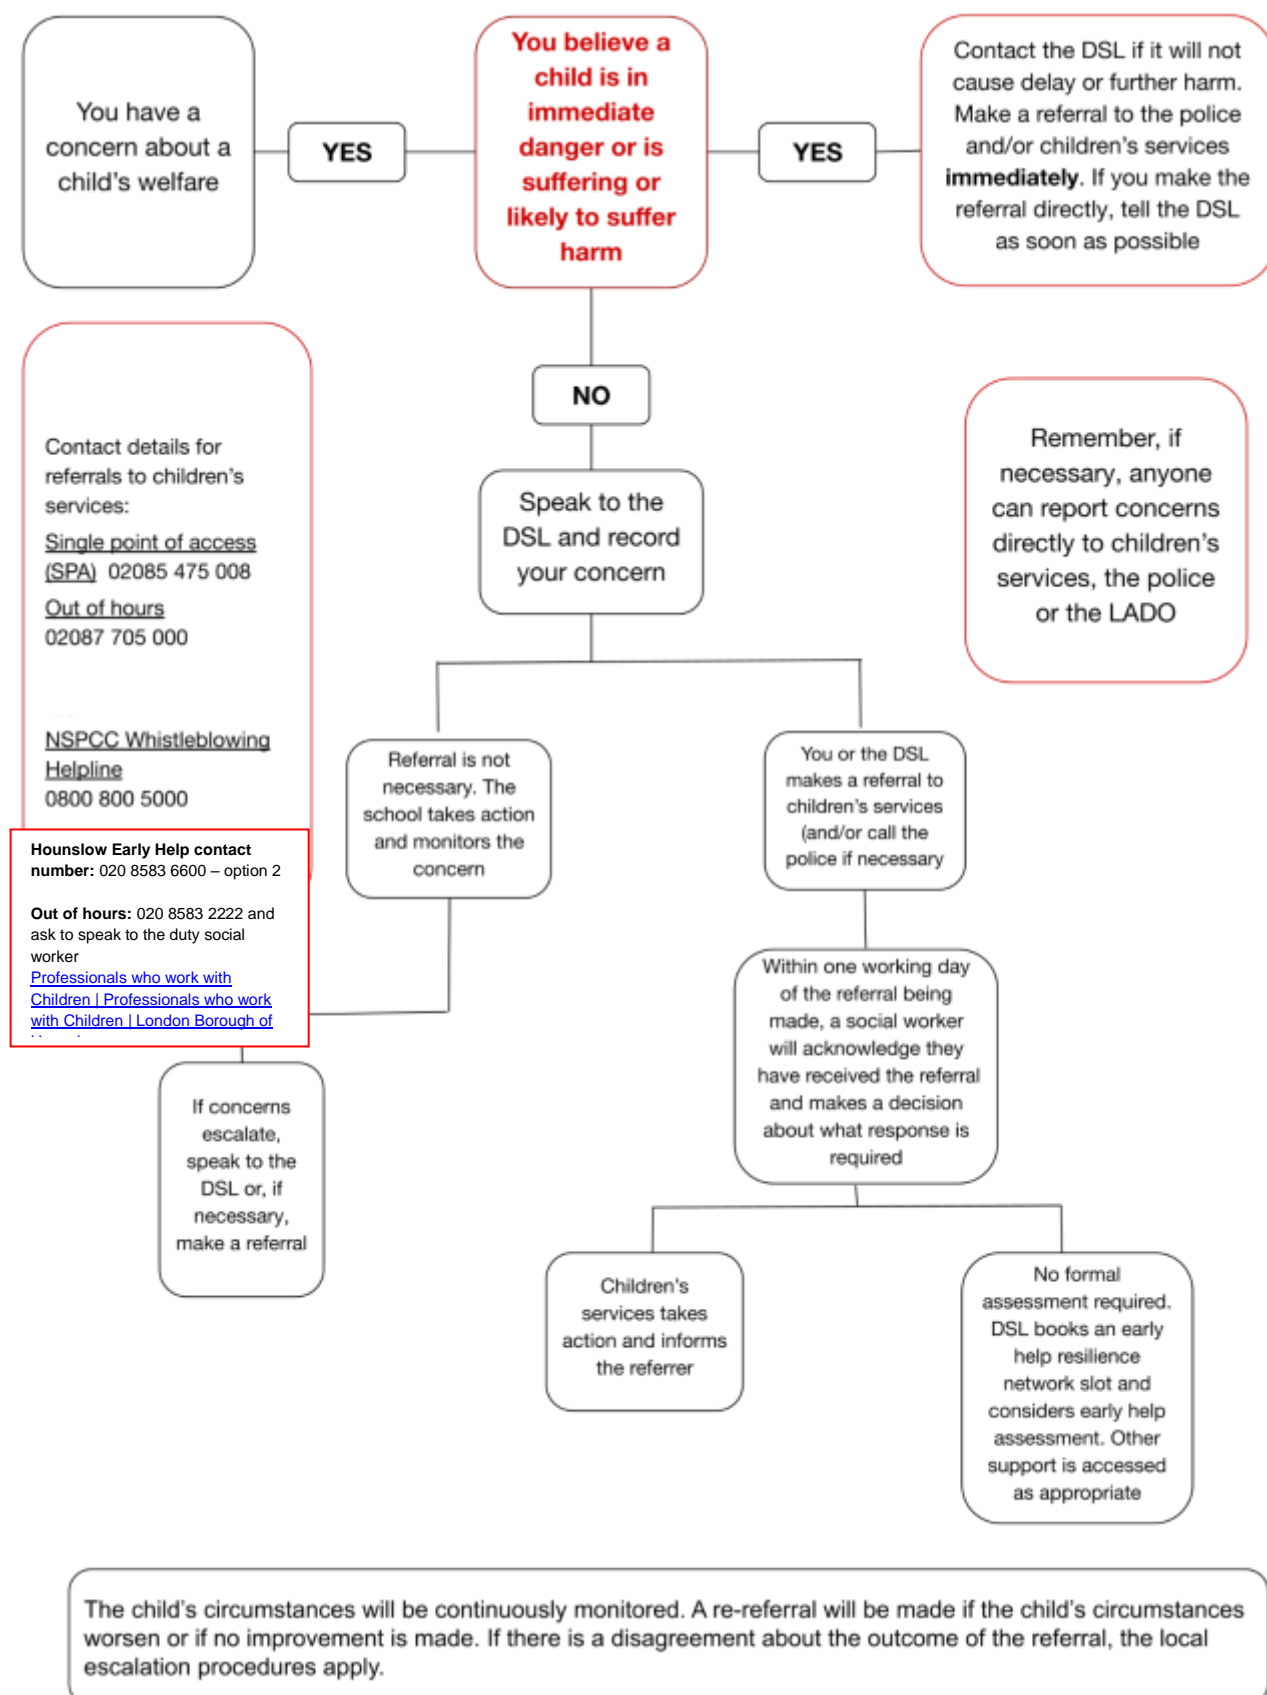 You have a
concern about a
child's welfare
YES
You believe a
child is in
immediate
danger or is
suffering or
likely to suffer
harm
YES
Contact the DSL if it will not
cause delay or further harm.
Make a referral to the police
and/or children's services
immediately. If you make the
referral directly, tell the DSL
as soon as possible
NO
Contact details for
referrals to children's
services:
Single point of access
(SPA) 02085 475 008
Out of hours
02087 705 000
NSPCC Whistleblowing
Helpline
0800 800 5000
Hounslow Early Help contact
number: 020 8583 6600 – option 2
Out of hours: 020 8583 2222 and
ask to speak to the duty social
worker
Professionals who work with
Children | Professionals who work
with Children | London Borough of
Remember, if
necessary, anyone
can report concerns
directly to children's
services, the police
or the LADO
Speak to the
DSL and record
your concern
Referral is not
necessary. The
school takes action
and monitors the
concern
You or the DSL
makes a referral to
children's services
(and/or call the
police if necessary
Within one working day
of the referral being
made, a social worker
will acknowledge they
have received the referral
and makes a decision
about what response is
required
If concerns
escalate,
speak to the
DSL or, if
necessary,
make a referral
Children's
services takes
action and informs
the referrer
No formal
assessment required.
DSL books an early
help resilience
network slot and
considers early help
assessment. Other
support is accessed
as appropriate
The child's circumstances will be continuously monitored. A re-referral will be made if the child's circumstances
worsen or if no improvement is made. If there is a disagreement about the outcome of the referral, the local
escalation procedures apply.